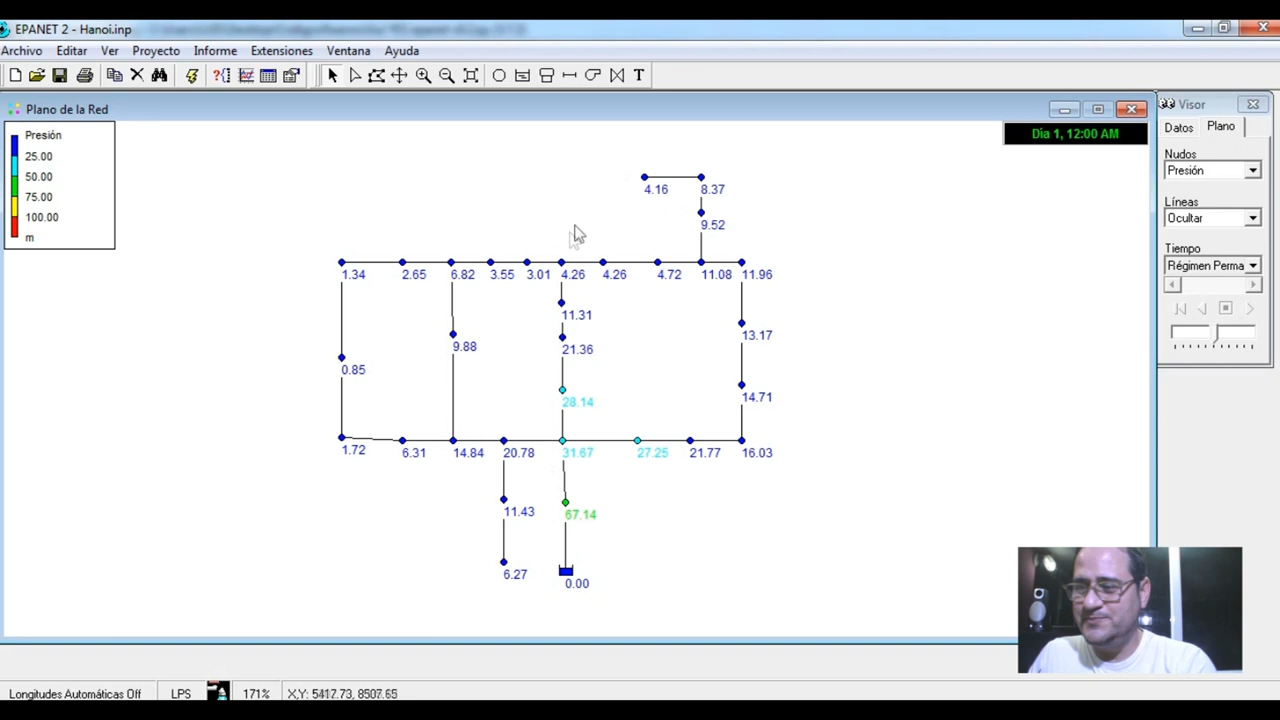 EPANET 2 - Hanoi.inp
Archivo Editar Ver Proyecto Informe Extensiones Ventana Ayuda
T
Plano de la Red
Visor
Día 1, 12:00 AM
Datos Plano
Presión
25.00
50.00
75.00
100.00
m
Nudos
Presión
Líneas
Ocultar
Tiempo
Régimen Perma
4.16 8.37
9.52
1.34 2.65 6.82 3.55 3.01 4.26 4.26 4.72 11.08 11.96
11.31
13.17
9.88
21.36
0.85
28.14
14.71
1.72 6.31 14.84 20.78 31.67 27.25 21.77 16.03
11.43
67.14
6.27
0.00
Longitudes Automáticas Off LPS 171% X,Y: 5417.73, 8507.65